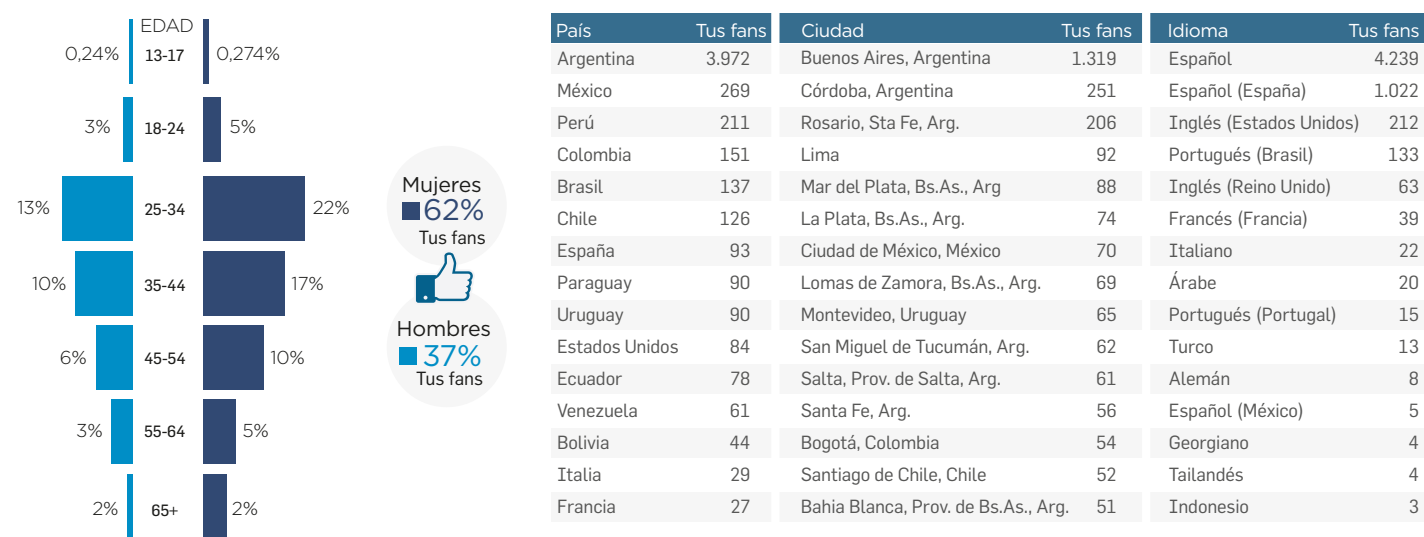 EDAD
0,24% 13-17 0,274%
3% 18-24 5%
13% 25-34 22%
10% 35-44 17%
6% 45-54 10%
3% 55-64 5%
2% 65+ 2%
Mujeres
62%
Tus fans
Hombres
37%
Tus fans
País Tus fans
Argentina 3.972
México 269
Perú 211
Colombia 151
Brasil 137
Chile 126
España 93
Paraguay 90
Uruguay 90
Estados Unidos 84
Ecuador 78
Venezuela 61
Bolivia 44
Italia 29
Francia 27
Ciudad Tus fans
Buenos Aires, Argentina 1.319
Córdoba, Argentina 251
Rosario, Sta Fe, Arg. 206
Lima 92
Mar del Plata, Bs.As., Arg 88
La Plata, Bs.As., Arg. 74
Ciudad de México, México 70
Lomas de Zamora, Bs.As., Arg. 69
Montevideo, Uruguay 65
San Miguel de Tucumán, Arg. 62
Salta, Prov. de Salta, Arg. 61
Santa Fe, Arg. 56
Bogotá, Colombia 54
Santiago de Chile, Chile 52
Bahia Blanca, Prov. de Bs.As., Arg. 51
Idioma Tus fans
Español 4.239
Español (España) 1.022
Inglés (Estados Unidos) 212
Portugués (Brasil) 133
Inglés (Reino Unido) 63
Francés (Francia) 39
Italiano 22
Árabe 20
Portugués (Portugal) 15
Turco 13
Alemán 8
Español (México) 5
Georgiano 4
Tailandés 4
Indonesio 3